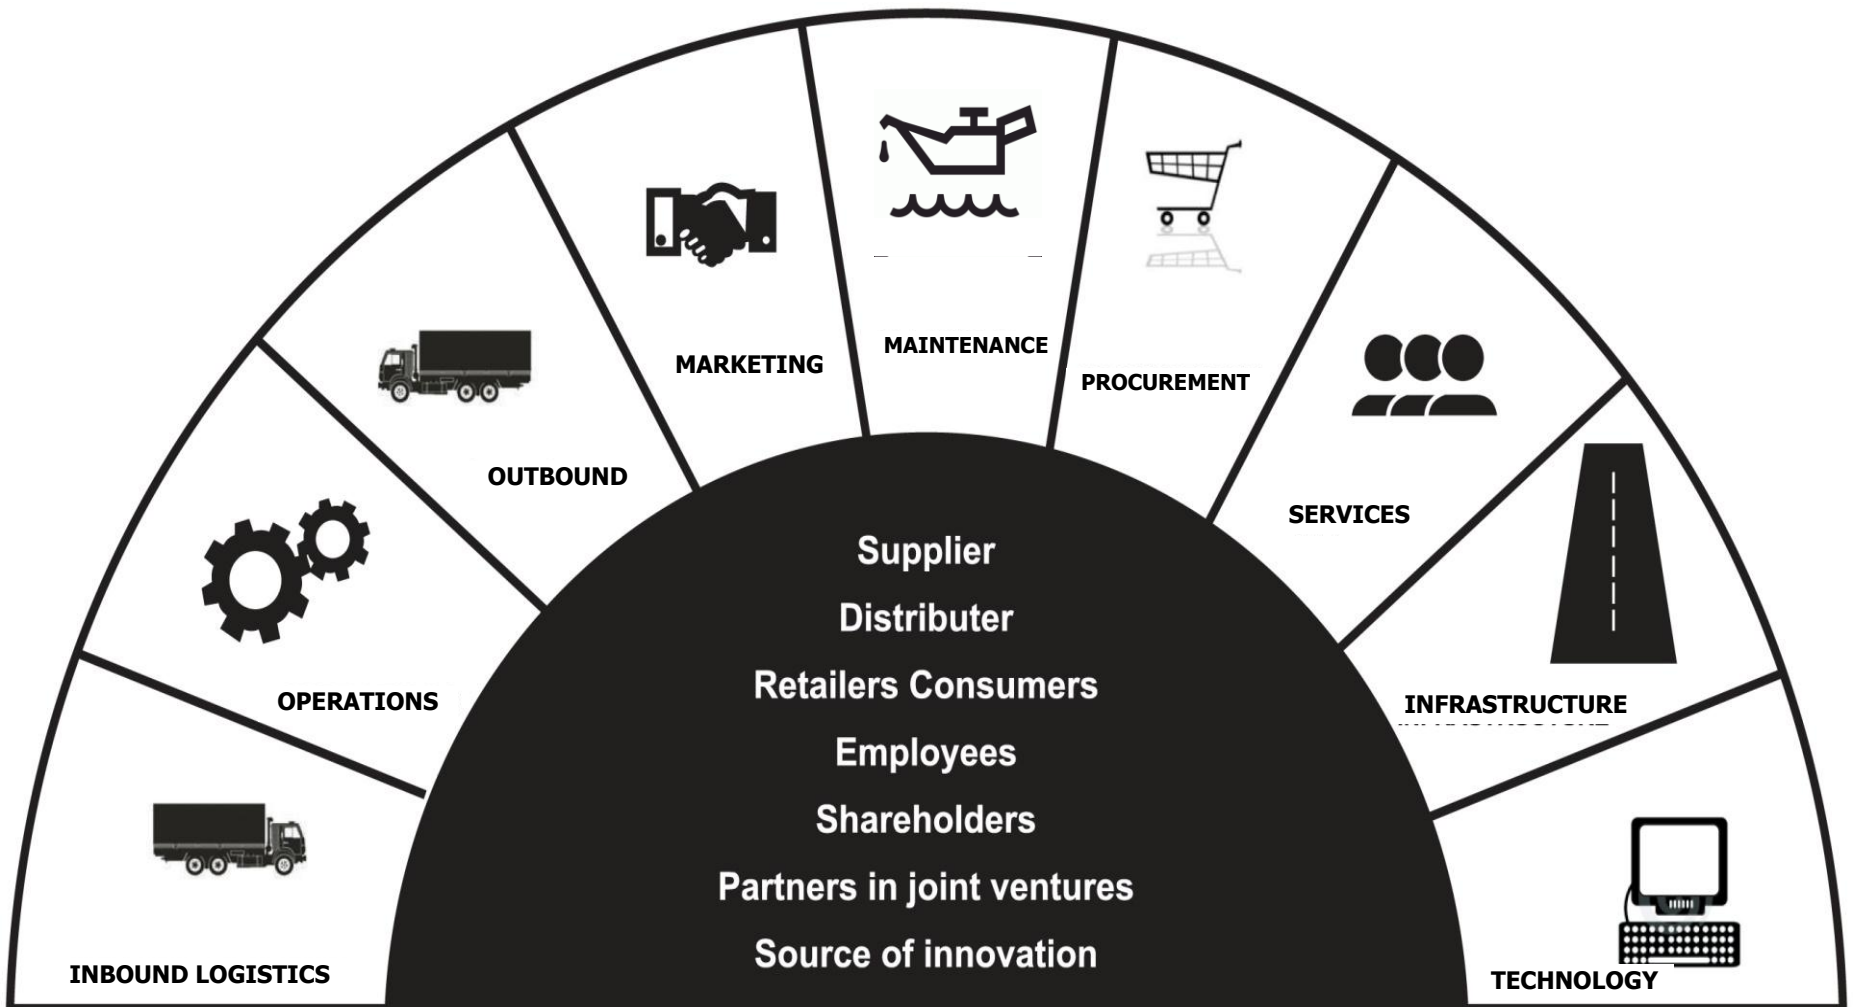 INBOUND LOGISTICS
OPERATIONS
OUTBOUND
MARKETING
MAINTENANCE
PROCUREMENT
SERVICES
INFRASTRUCTURE
TECHNOLOGY
Supplier
Distributer
Retailers Consumers
Employees
Shareholders
Partners in joint ventures
Source of innovation